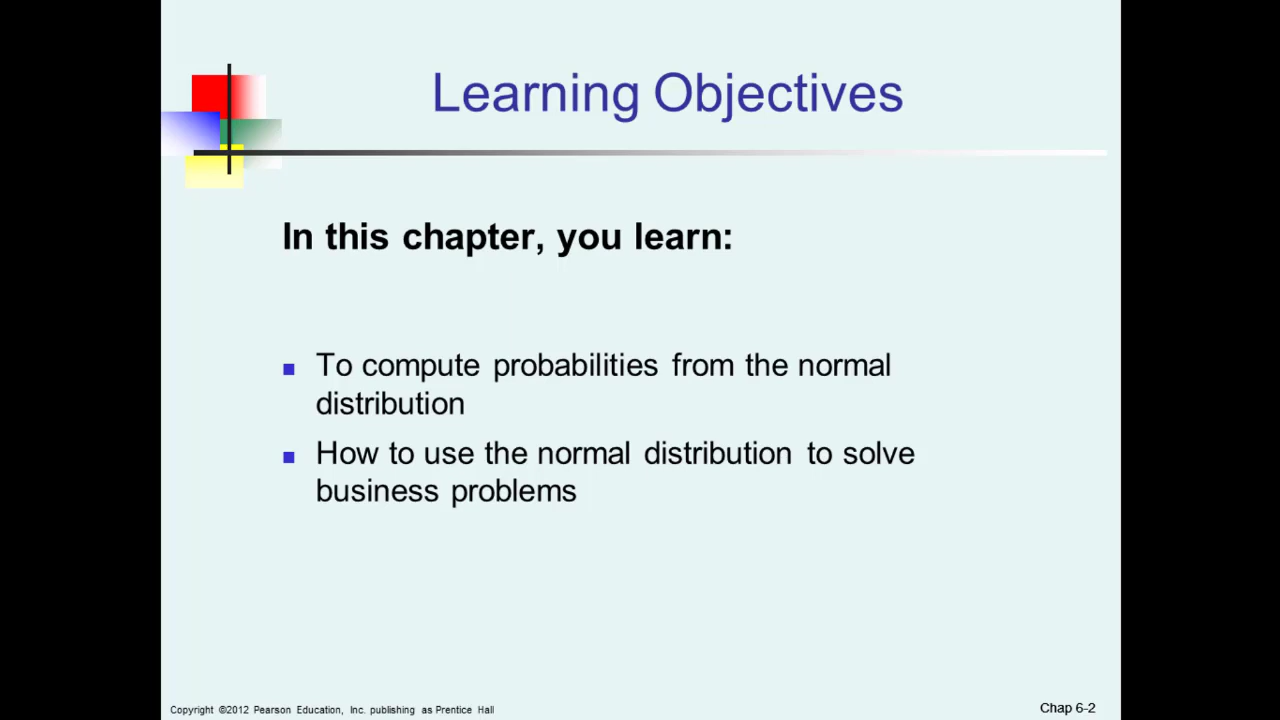 Learning Objectives
In this chapter, you learn:
To compute probabilities from the normal
distribution
How to use the normal distribution to solve
business problems
Copyright ©2012 Pearson Education, Inc. publishing as Prentice Hall
Chap 6-2